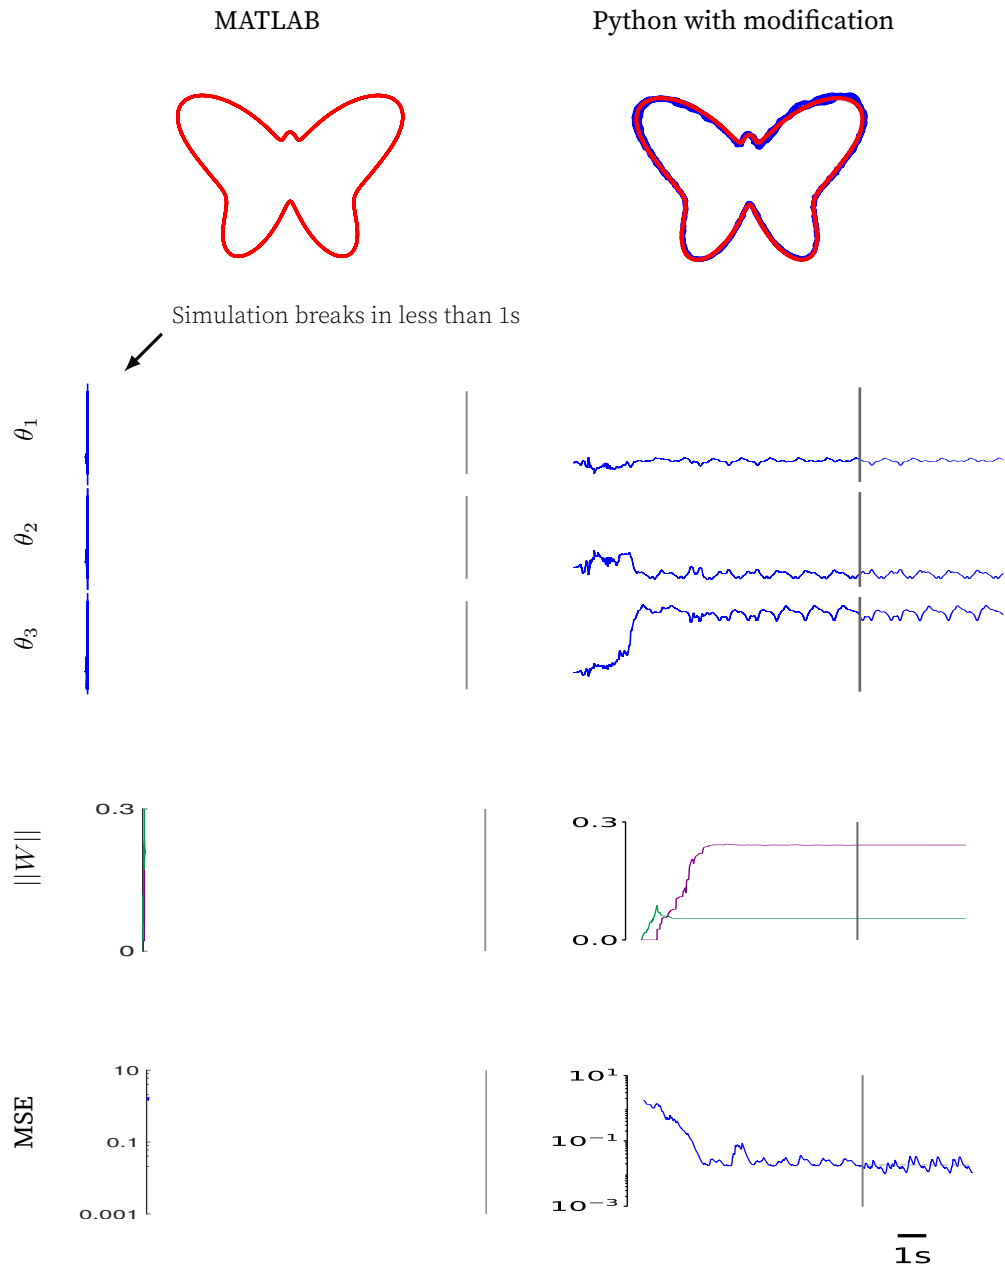 MATLAB
Python with modification
Simulation breaks in less than 1s
θ1
θ2
θ3
||W||
0.3
0
0.3
0.0
MSE
10
0.1
0.001
10¹
10⁻¹
10⁻³
1s